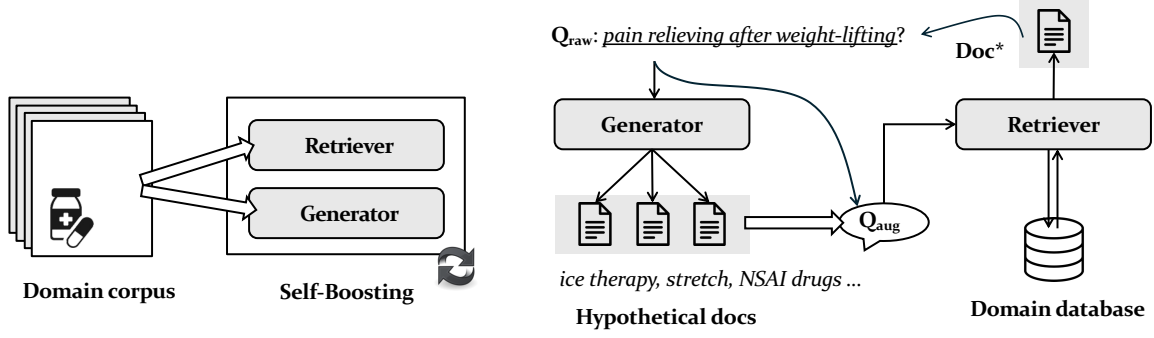 Retriever
Generator
Domain corpus
Self-Boosting
Qraw: pain relieving after weight-lifting?
Doc*
Generator
Retriever
Qaug
ice therapy, stretch, NSAI drugs ...
Hypothetical docs
Domain database